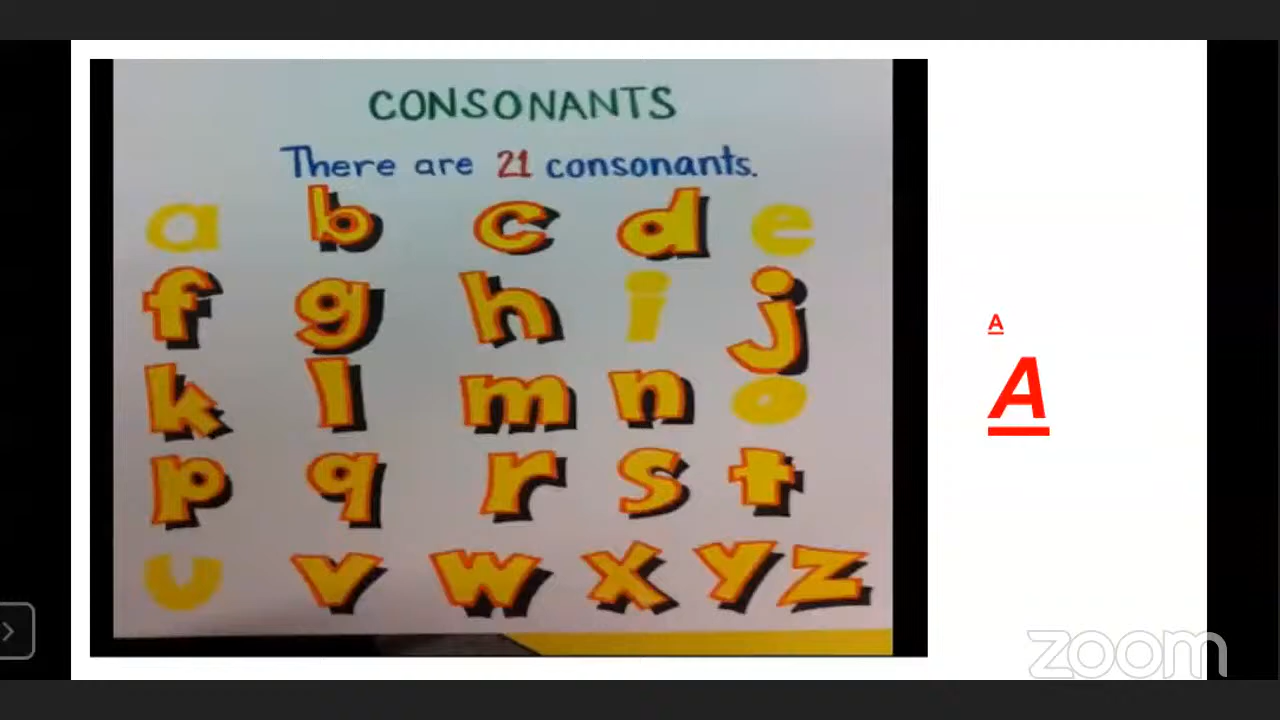 CONSONANTS
There are 21 consonants.
a b c d e
f g h i j
k l m n o
p q r s t
u v w x y z
A
A
zoom